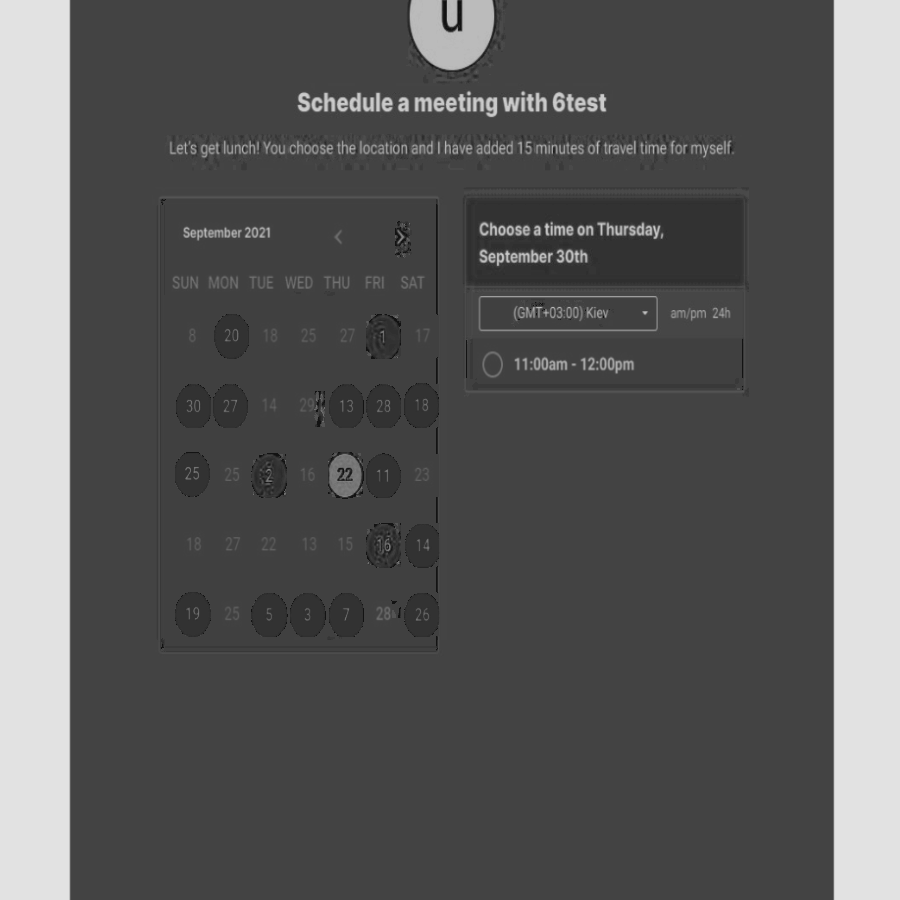 u
Schedule a meeting with 6test
Let's get lunch! You choose the location and I have added 15 minutes of travel time for myself.
September 2021
SUN MON TUE WED THU FRI SAT
8 20 18 25 27 1 17
30 27 14 29 13 28 18
25 25 2 16 22 11 23
18 27 22 13 15 16 14
19 25 5 3 7 28 26
Choose a time on Thursday,
September 30th
(GMT+03:00) Kiev am/pm 24h
11:00am - 12:00pm